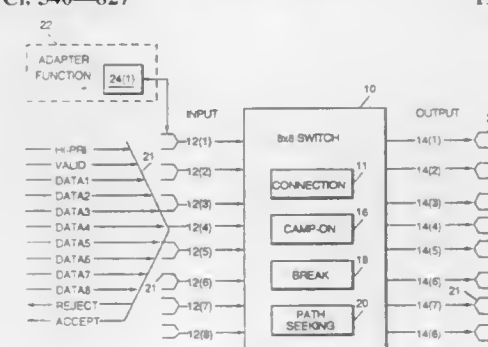 22
ADAPTER
FUNCTION
24(1)
INPUT
10
OUTPUT
8x8 SWITCH
HI-PRI
VALID
DATA1
DATA2
DATA3
DATA4
DATA5
DATA6
DATA7
DATA8
REJECT
ACCEPT
21
21
12(1)
12(2)
12(3)
12(4)
12(5)
12(6)
12(7)
12(8)
11
CONNECTION
16
CAMP-ON
18
BREAK
20
PATH
SEEKING
14(1)
14(2)
14(3)
14(4)
14(5)
14(6)
21
14(7)
14(8)